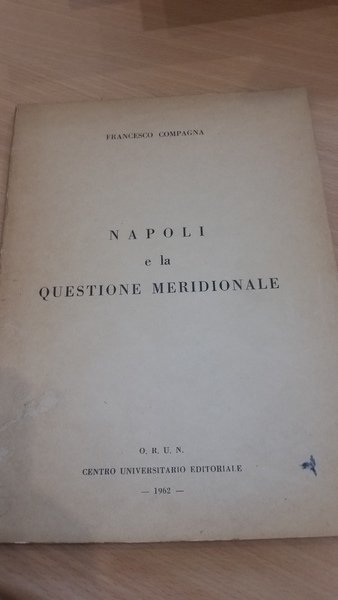 FRANCESCO COMPAGNA
NAPOLI
e la
QUESTIONE MERIDIONALE
O. R. U. N.
CENTRO UNIVERSITARIO EDITORIALE
— 1962 —